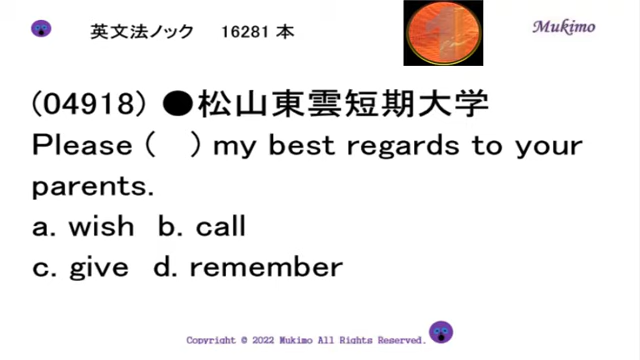 英文法ノック 16281 本
Mukimo
(04918) ●松山東雲短期大学
Please ( ) my best regards to your
parents.
a. wish b. call
c. give d. remember
Copyright © 2022 Mukimo All Rights Reserved.